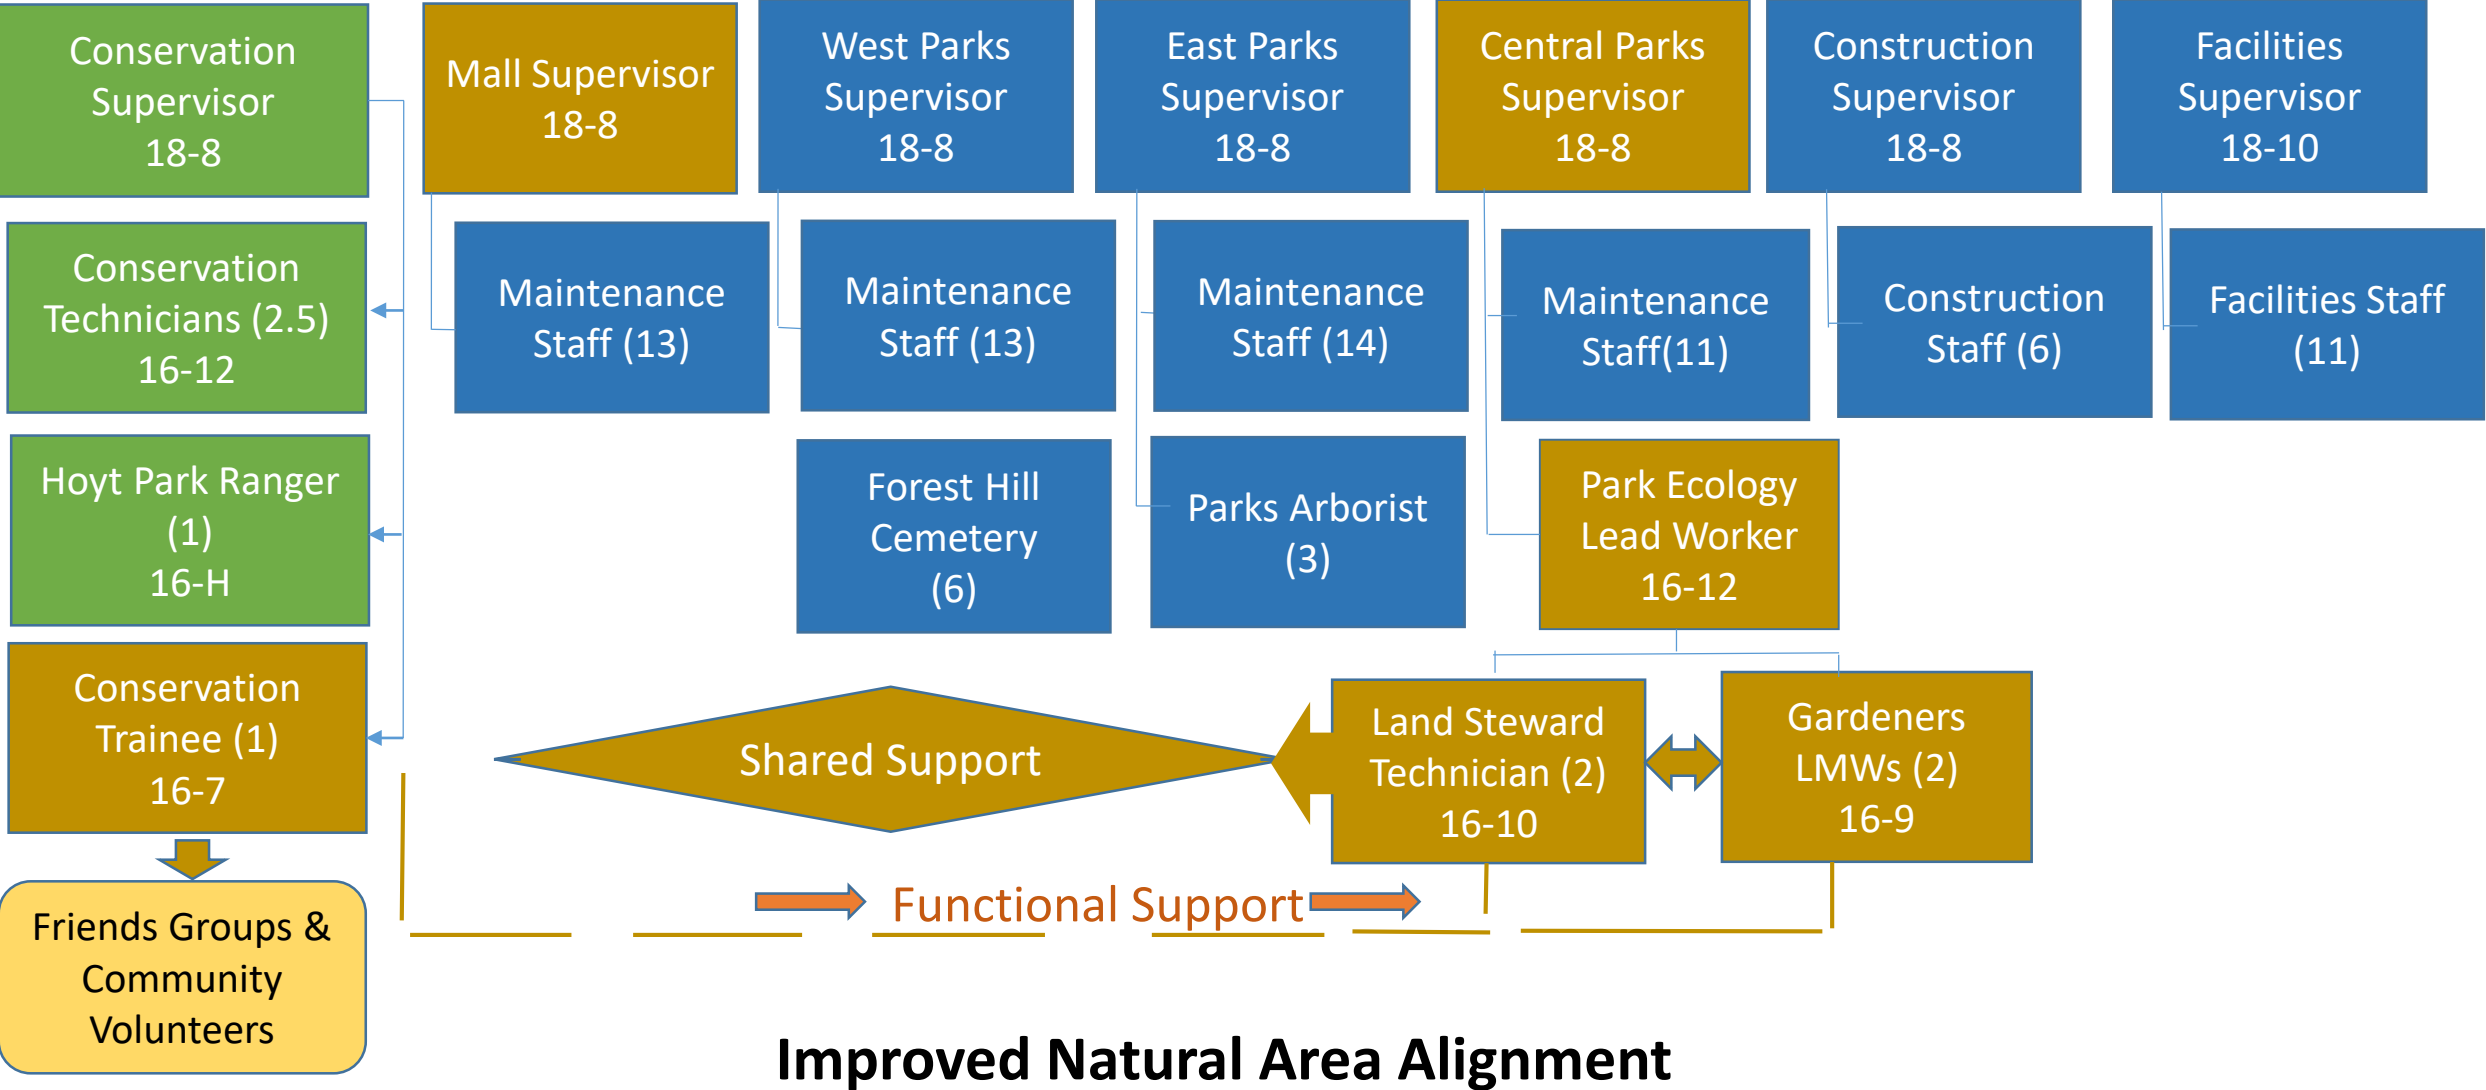 Conservation
Supervisor
18-8
Mall Supervisor
18-8
West Parks
Supervisor
18-8
East Parks
Supervisor
18-8
Central Parks
Supervisor
18-8
Construction
Supervisor
18-8
Facilities
Supervisor
18-10
Conservation
Technicians (2.5)
16-12
Maintenance
Staff (13)
Maintenance
Staff (13)
Maintenance
Staff (14)
Maintenance
Staff(11)
Construction
Staff (6)
Facilities Staff
(11)
Hoyt Park Ranger
(1)
16-H
Forest Hill
Cemetery
(6)
Parks Arborist
(3)
Park Ecology
Lead Worker
16-12
Conservation
Trainee (1)
16-7
Shared Support
Land Steward
Technician (2)
16-10
Gardeners
LMWs (2)
16-9
Functional Support
Friends Groups &
Community
Volunteers
Improved Natural Area Alignment